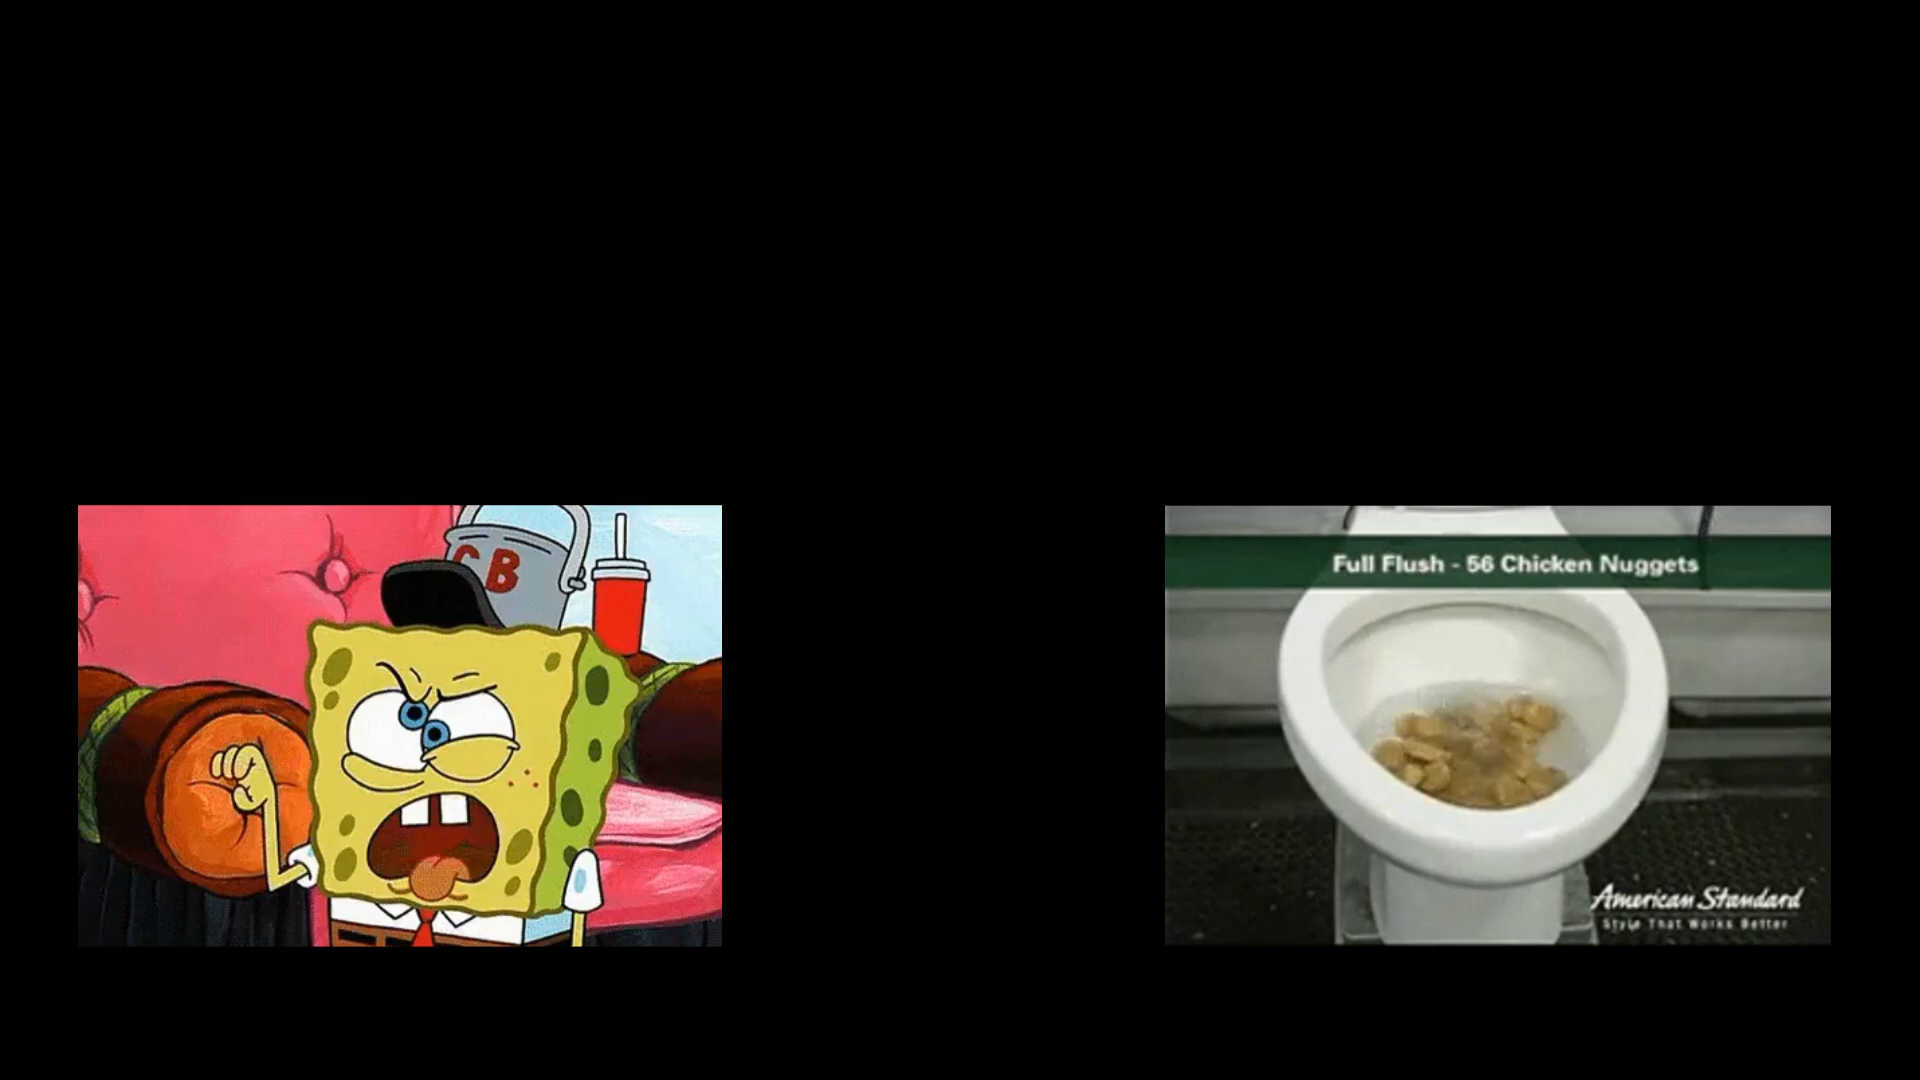 CB
Full Flush - 56 Chicken Nuggets
American Standard
Style That Works Better